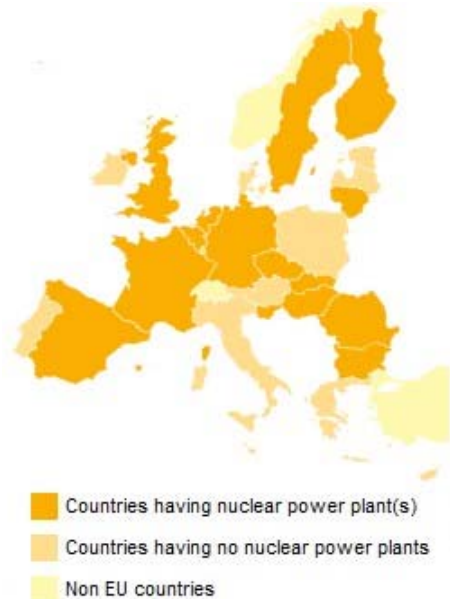 Countries having nuclear power plant(s)
Countries having no nuclear power plants
Non EU countries